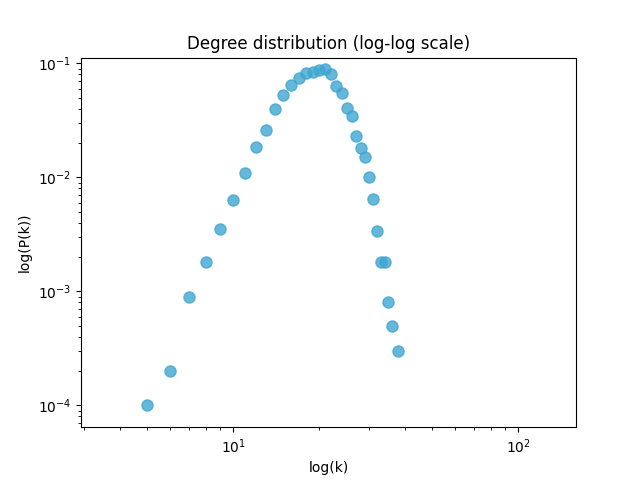 Degree distribution (log-log scale)
log(P(k))
10⁻¹
10⁻²
10⁻³
10⁻⁴
10¹
10²
log(k)